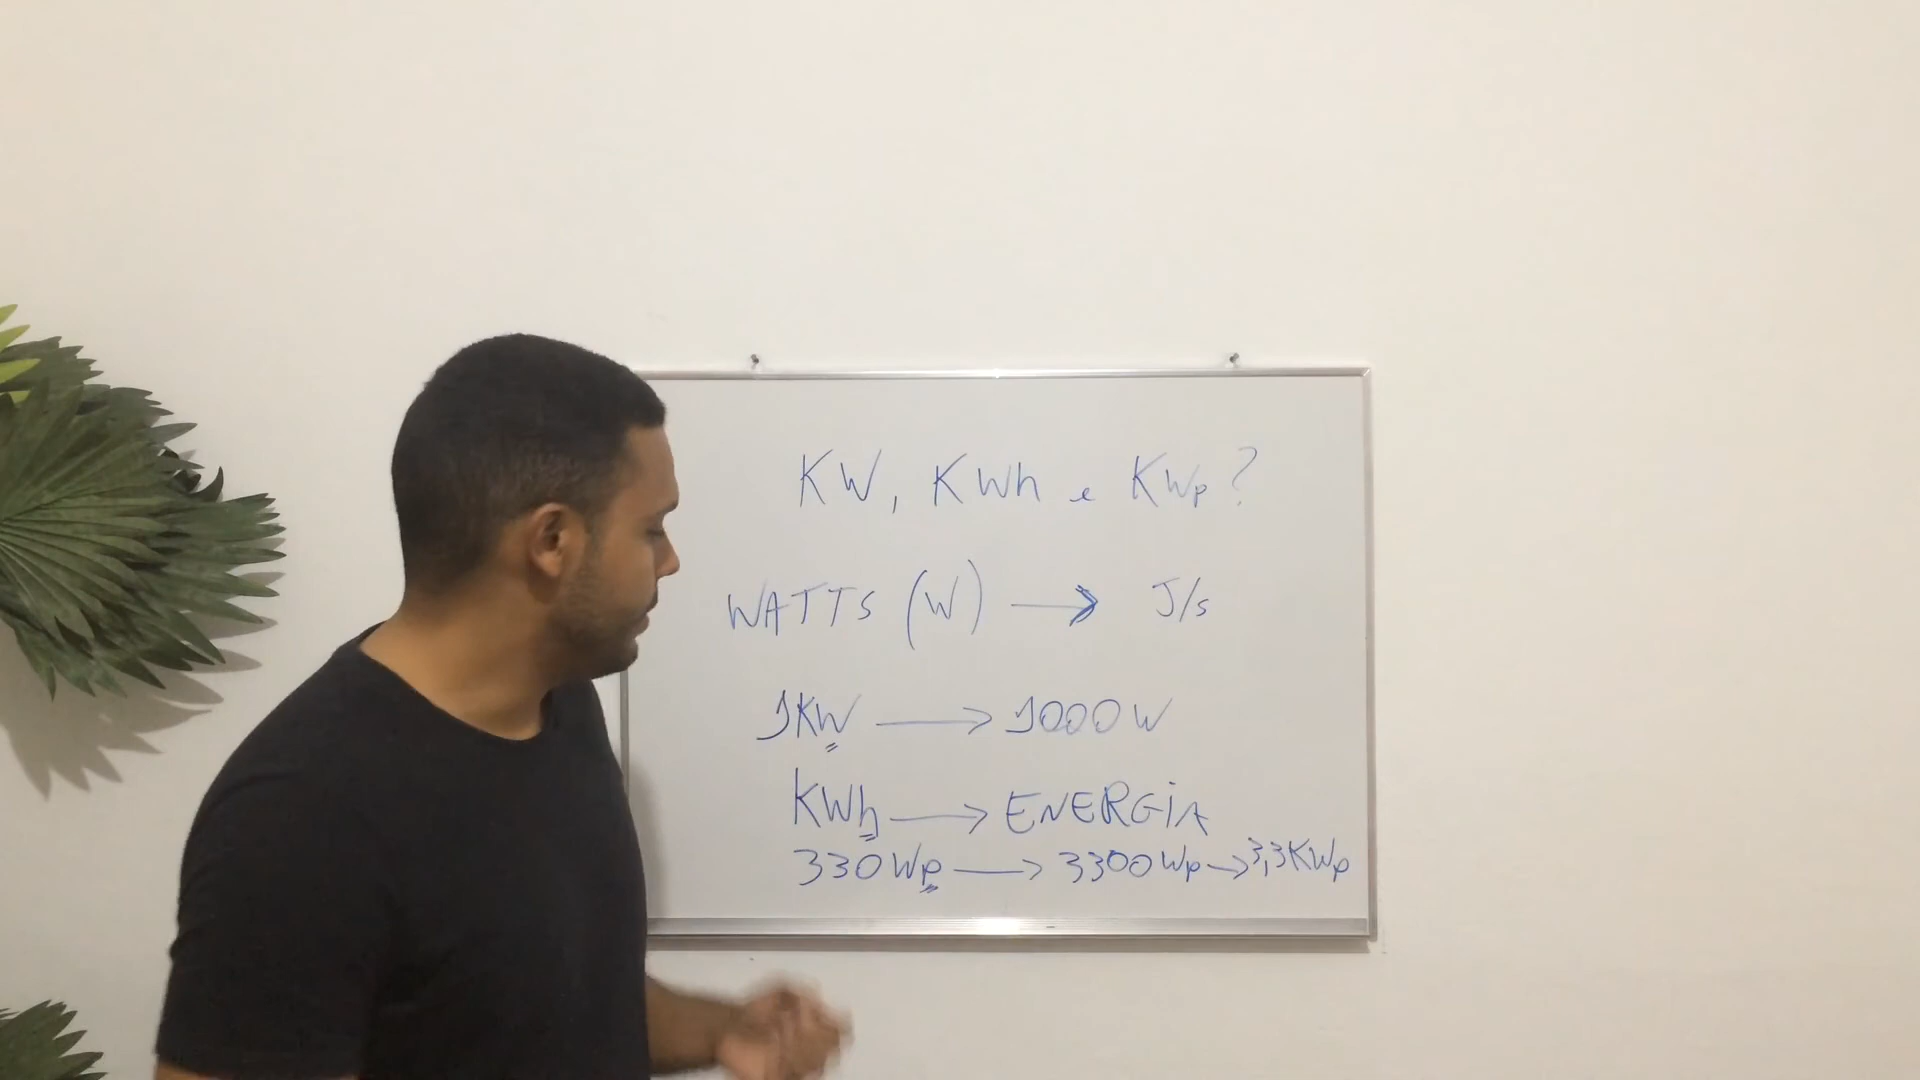 KW, KWh e KWp?
WATTS (W) → J/s
1KW → 1000W
KWh → ENERGiA
330Wp → 3300Wp → 3,3KWp